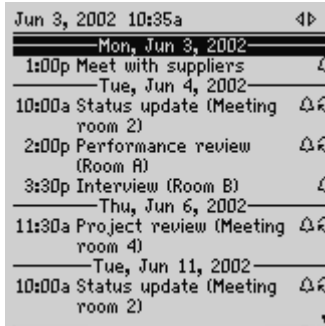 Jun 3, 2002 10:35a
Mon, Jun 3, 2002
1:00p Meet with suppliers
Tue, Jun 4, 2002
10:00a Status update (Meeting
room 2)
2:00p Performance review
(Room A)
3:30p Interview (Room B)
Thu, Jun 6, 2002
11:30a Project review (Meeting
room 4)
Tue, Jun 11, 2002
10:00a Status update (Meeting
room 2)